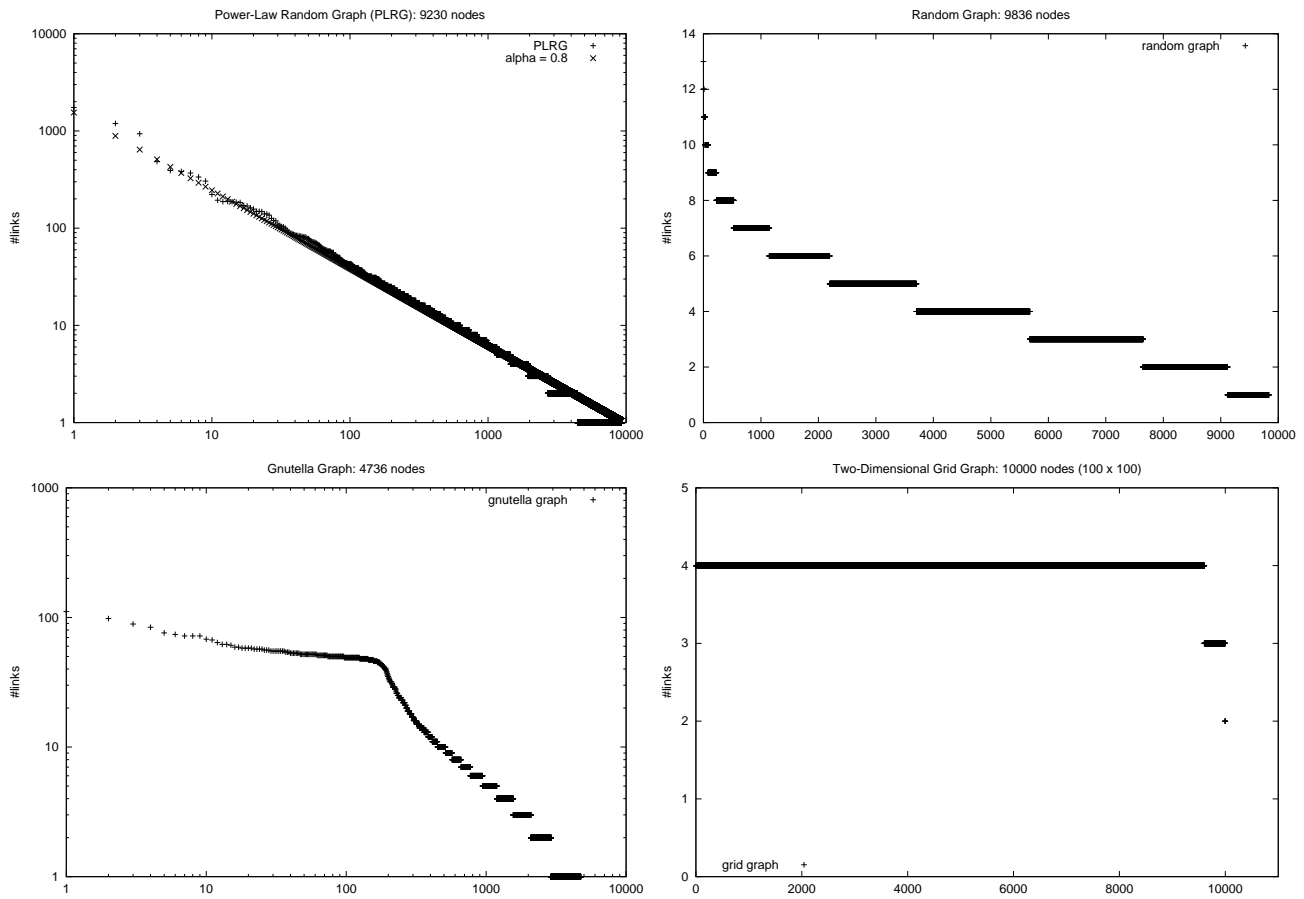 Power-Law Random Graph (PLRG): 9230 nodes
10000
1000
100
10
1
#links
PLRG
alpha = 0.8
1 10 100 1000 10000
Random Graph: 9836 nodes
14
12
10
8
6
4
2
0
#links
random graph
0 1000 2000 3000 4000 5000 6000 7000 8000 9000 10000
Gnutella Graph: 4736 nodes
1000
100
10
1
#links
gnutella graph
1 10 100 1000 10000
Two-Dimensional Grid Graph: 10000 nodes (100 x 100)
5
4
3
2
1
0
#links
grid graph
0 2000 4000 6000 8000 10000